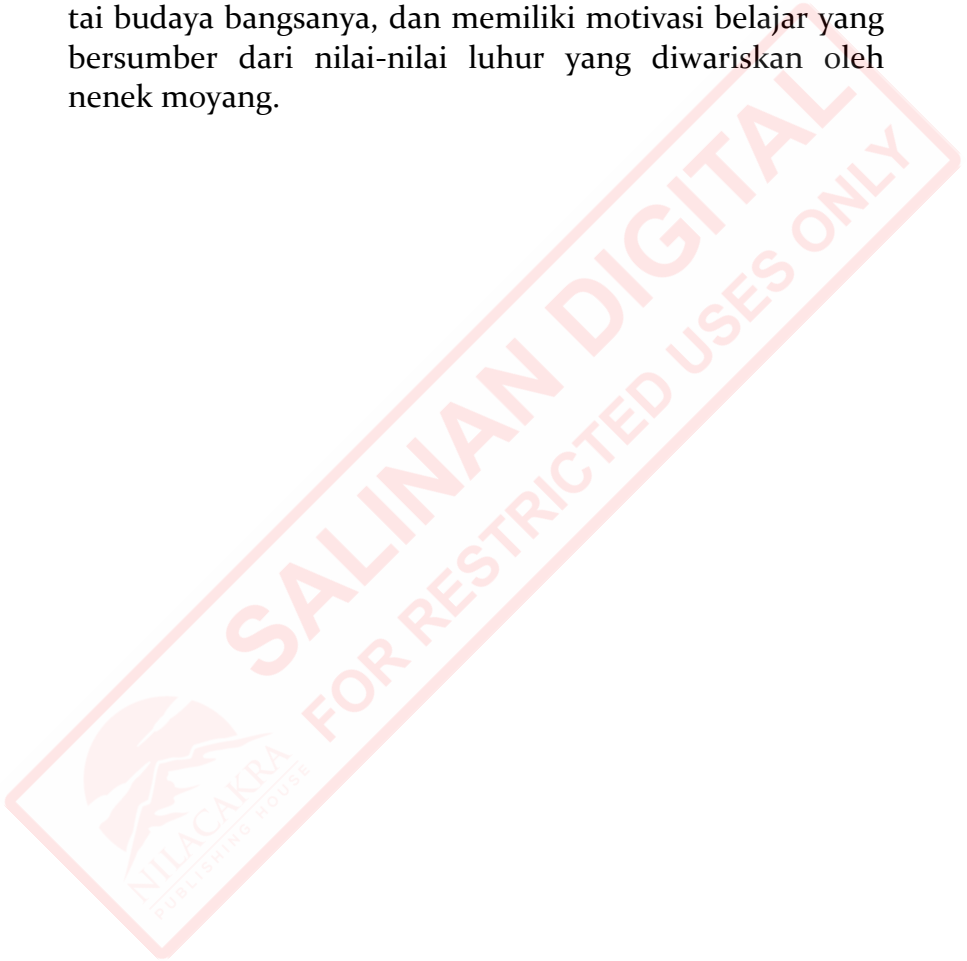 tai budaya bangsanya, dan memiliki motivasi belajar yang
bersumber dari nilai-nilai luhur yang diwariskan oleh
nenek moyang.
SALINAN DIGITAL
FOR RESTRICTED USES ONLY
NILACAKRA
PUBLISHING HOUSE